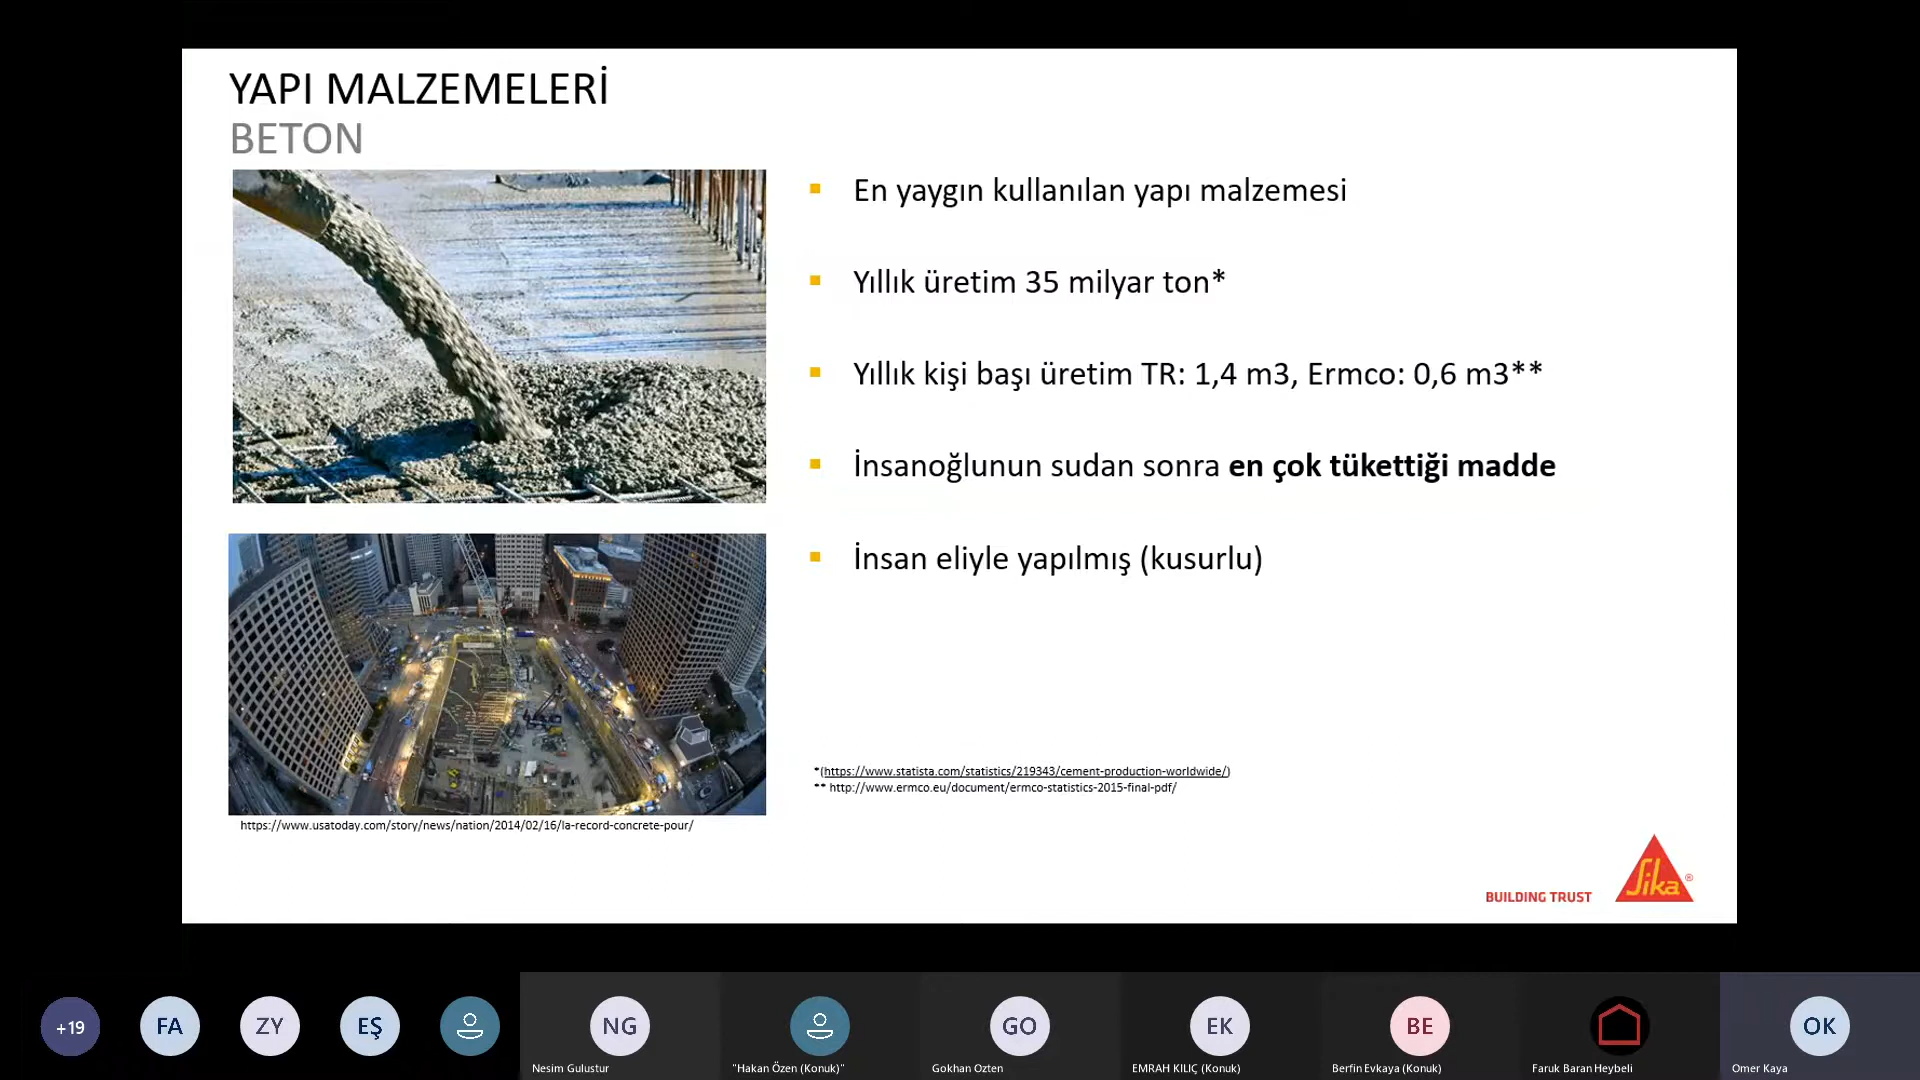 YAPI MALZEMELERİ
BETON
En yaygın kullanılan yapı malzemesi
Yıllık üretim 35 milyar ton*
Yıllık kişi başı üretim TR: 1,4 m3, Ermco: 0,6 m3**
İnsanoğlunun sudan sonra en çok tükettiği madde
İnsan eliyle yapılmış (kusurlu)
*(https://www.statista.com/statistics/219343/cement-production-worldwide/)
** http://www.ermco.eu/document/ermco-statistics-2015-final-pdf/
https://www.usatoday.com/story/news/nation/2014/02/16/la-record-concrete-pour/
BUILDING TRUST
Sika®
+19
FA
ZY
EŞ
NG
GO
EK
BE
OK
Nesim Gulustur
"Hakan Özen (Konuk)"
Gokhan Ozten
EMRAH KILIÇ (Konuk)
Berfin Evkaya (Konuk)
Faruk Baran Heybeli
Omer Kaya